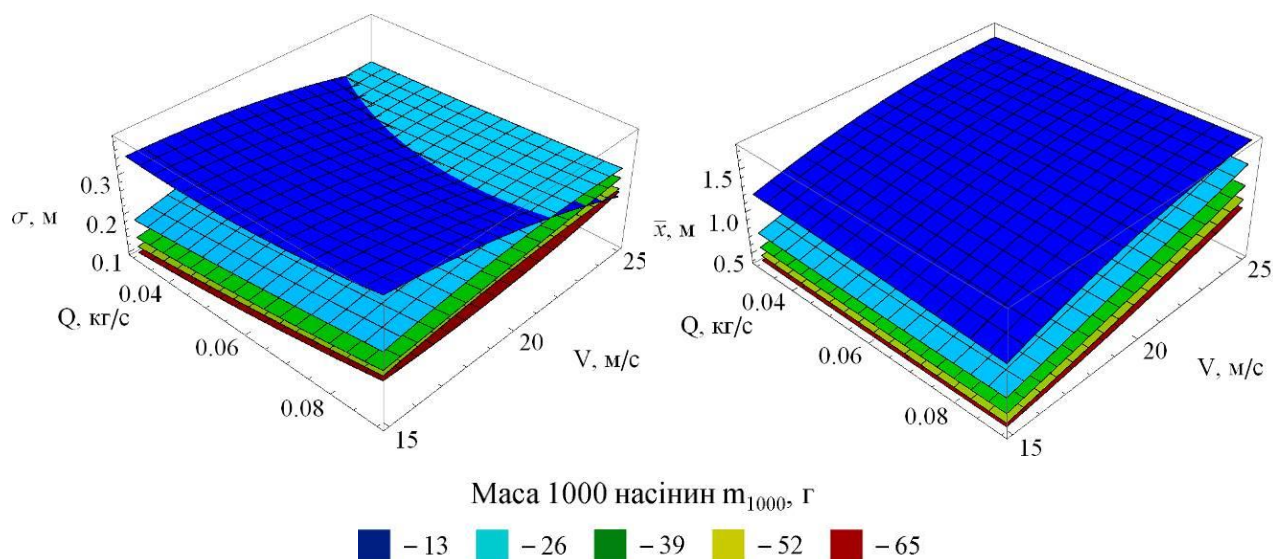 0.3
σ, м
0.2
0.1
0.04
Q, кг/с
0.06
0.08
15
20
V, м/с
25
1.5
x̄, м
1.0
0.5
0.04
Q, кг/с
0.06
0.08
15
20
V, м/с
25
Маса 1000 насінин m₁₀₀₀, г
– 13 – 26 – 39 – 52 – 65